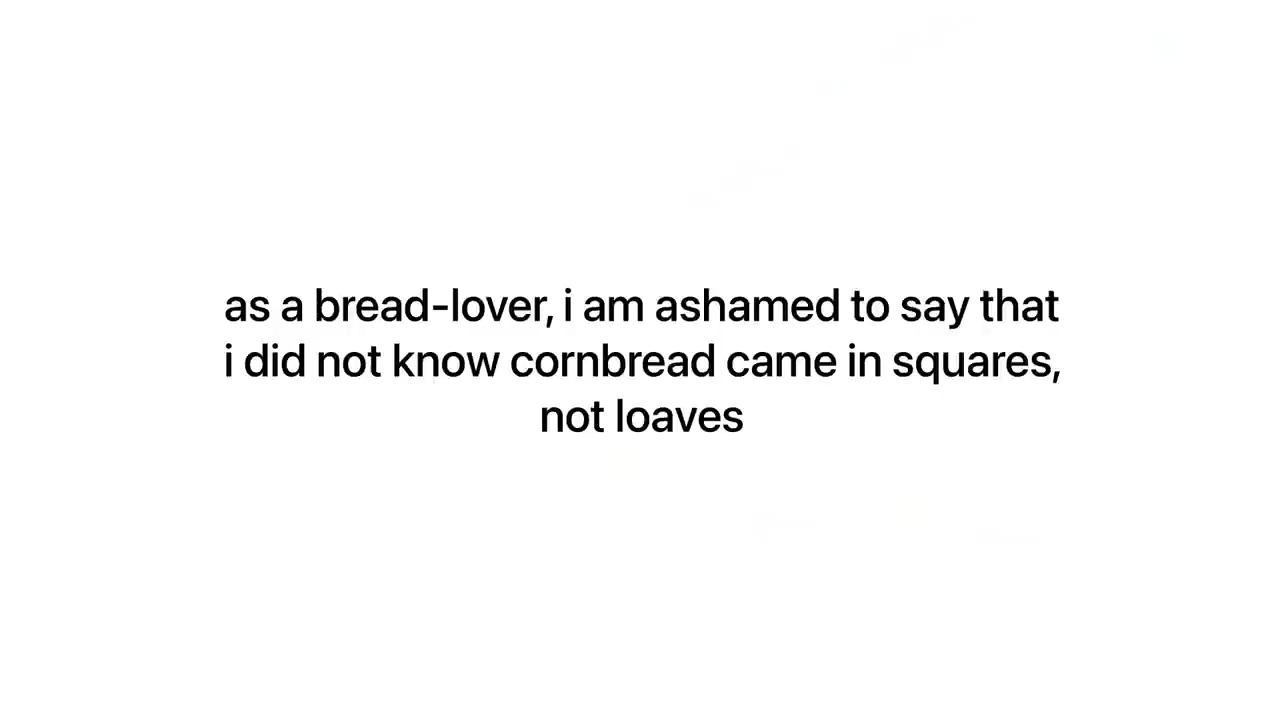 as a bread-lover, i am ashamed to say that
i did not know cornbread came in squares,
not loaves